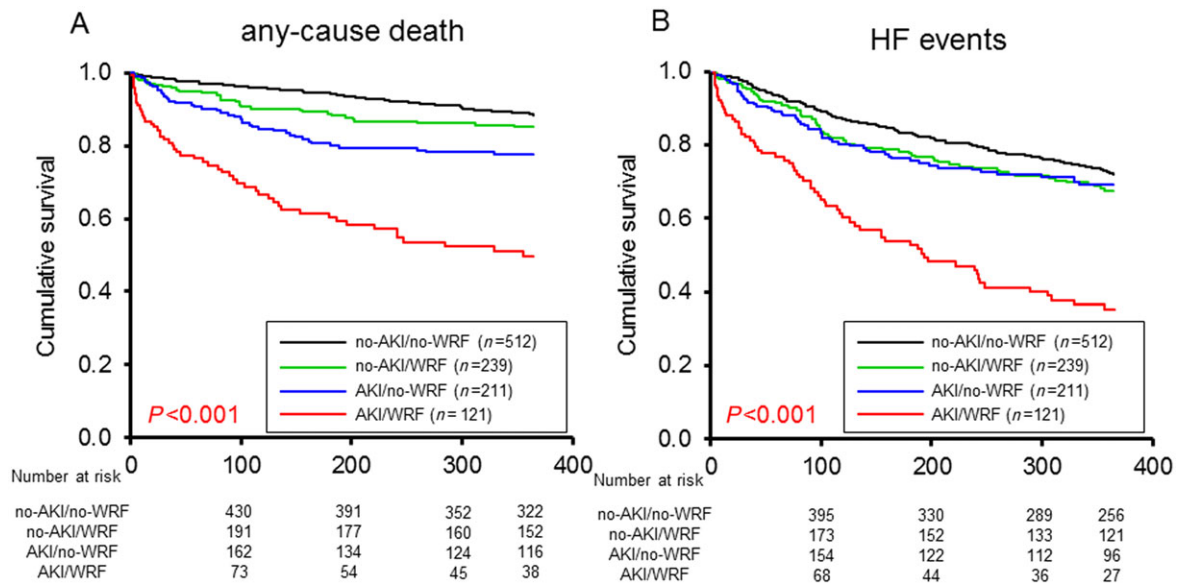 A
any-cause death
1.0
0.8
0.6
0.4
0.2
0.0
Cumulative survival
no-AKI/no-WRF (n=512)
no-AKI/WRF (n=239)
AKI/no-WRF (n=211)
AKI/WRF (n=121)
P<0.001
0 100 200 300 400
Number at risk
no-AKI/no-WRF 430 391 352 322
no-AKI/WRF 191 177 160 152
AKI/no-WRF 162 134 124 116
AKI/WRF 73 54 45 38
B
HF events
1.0
0.8
0.6
0.4
0.2
0.0
Cumulative survival
no-AKI/no-WRF (n=512)
no-AKI/WRF (n=239)
AKI/no-WRF (n=211)
AKI/WRF (n=121)
P<0.001
0 100 200 300 400
Number at risk
no-AKI/no-WRF 395 330 289 256
no-AKI/WRF 173 152 133 121
AKI/no-WRF 154 122 112 96
AKI/WRF 68 44 36 27